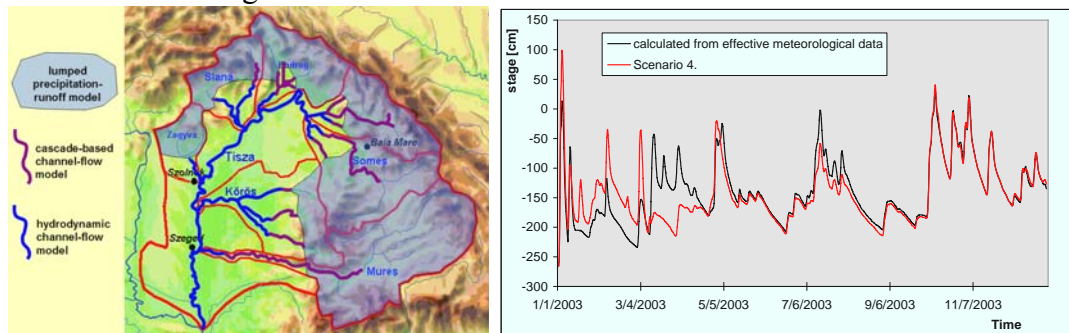 lumped
precipitation-
runoff model
cascade-based
channel-flow
model
hydrodynamic
channel-flow
model
Slaná
Bodrog
Zagyva
Tisza
Szolnok
Baia Mare
Somes
Körös
Szeged
Mures
stage [cm]
calculated from effective meteorological data
Scenario 4.
150
100
50
0
-50
-100
-150
-200
-250
-300
1/1/2003
3/4/2003
5/5/2003
7/6/2003
9/6/2003
11/7/2003
Time